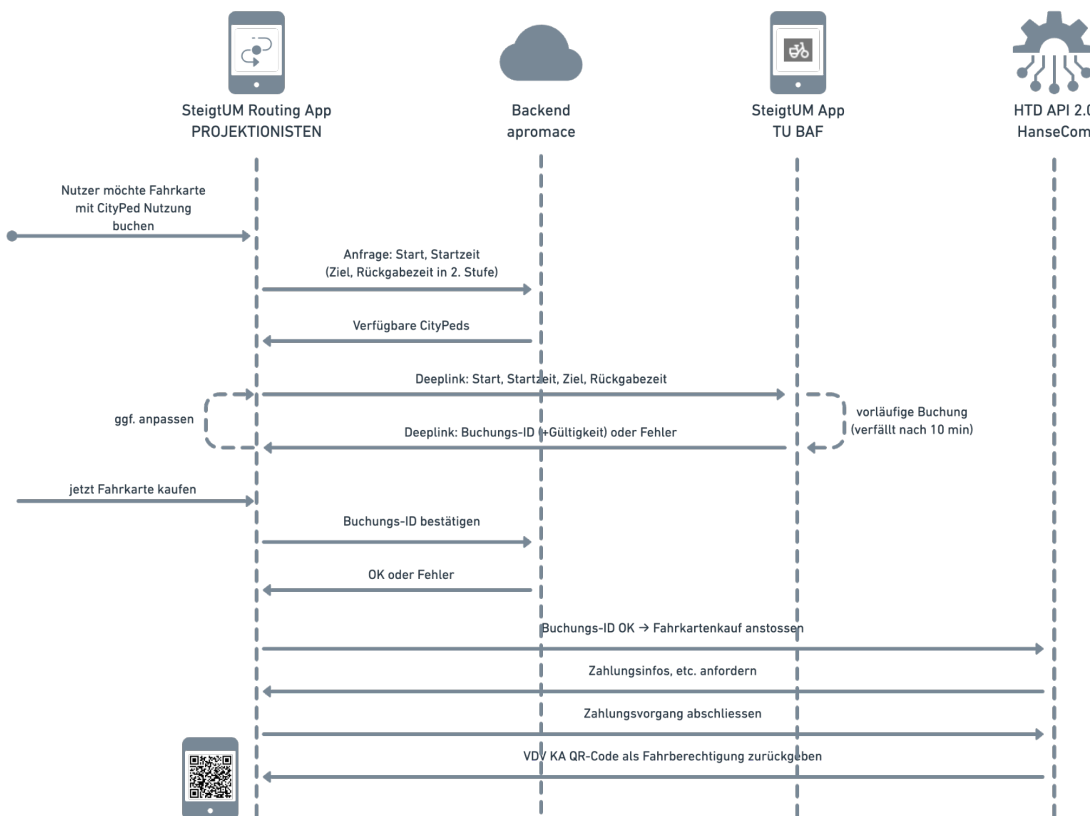 SteigtUM Routing App
PROJEKTIONISTEN
Backend
apromace
SteigtUM App
TU BAF
HTD API 2.0
HanseCom
Nutzer möchte Fahrkarte
mit CityPed Nutzung
buchen
Anfrage: Start, Startzeit
(Ziel, Rückgabezeit in 2. Stufe)
Verfügbare CityPeds
Deeplink: Start, Startzeit, Ziel, Rückgabezeit
ggf. anpassen
vorläufige Buchung
(verfällt nach 10 min)
Deeplink: Buchungs-ID (+Gültigkeit) oder Fehler
jetzt Fahrkarte kaufen
Buchungs-ID bestätigen
OK oder Fehler
Buchungs-ID OK → Fahrkartenkauf anstossen
Zahlungsinfos, etc. anfordern
Zahlungsvorgang abschliessen
VDV KA QR-Code als Fahrberechtigung zurückgeben